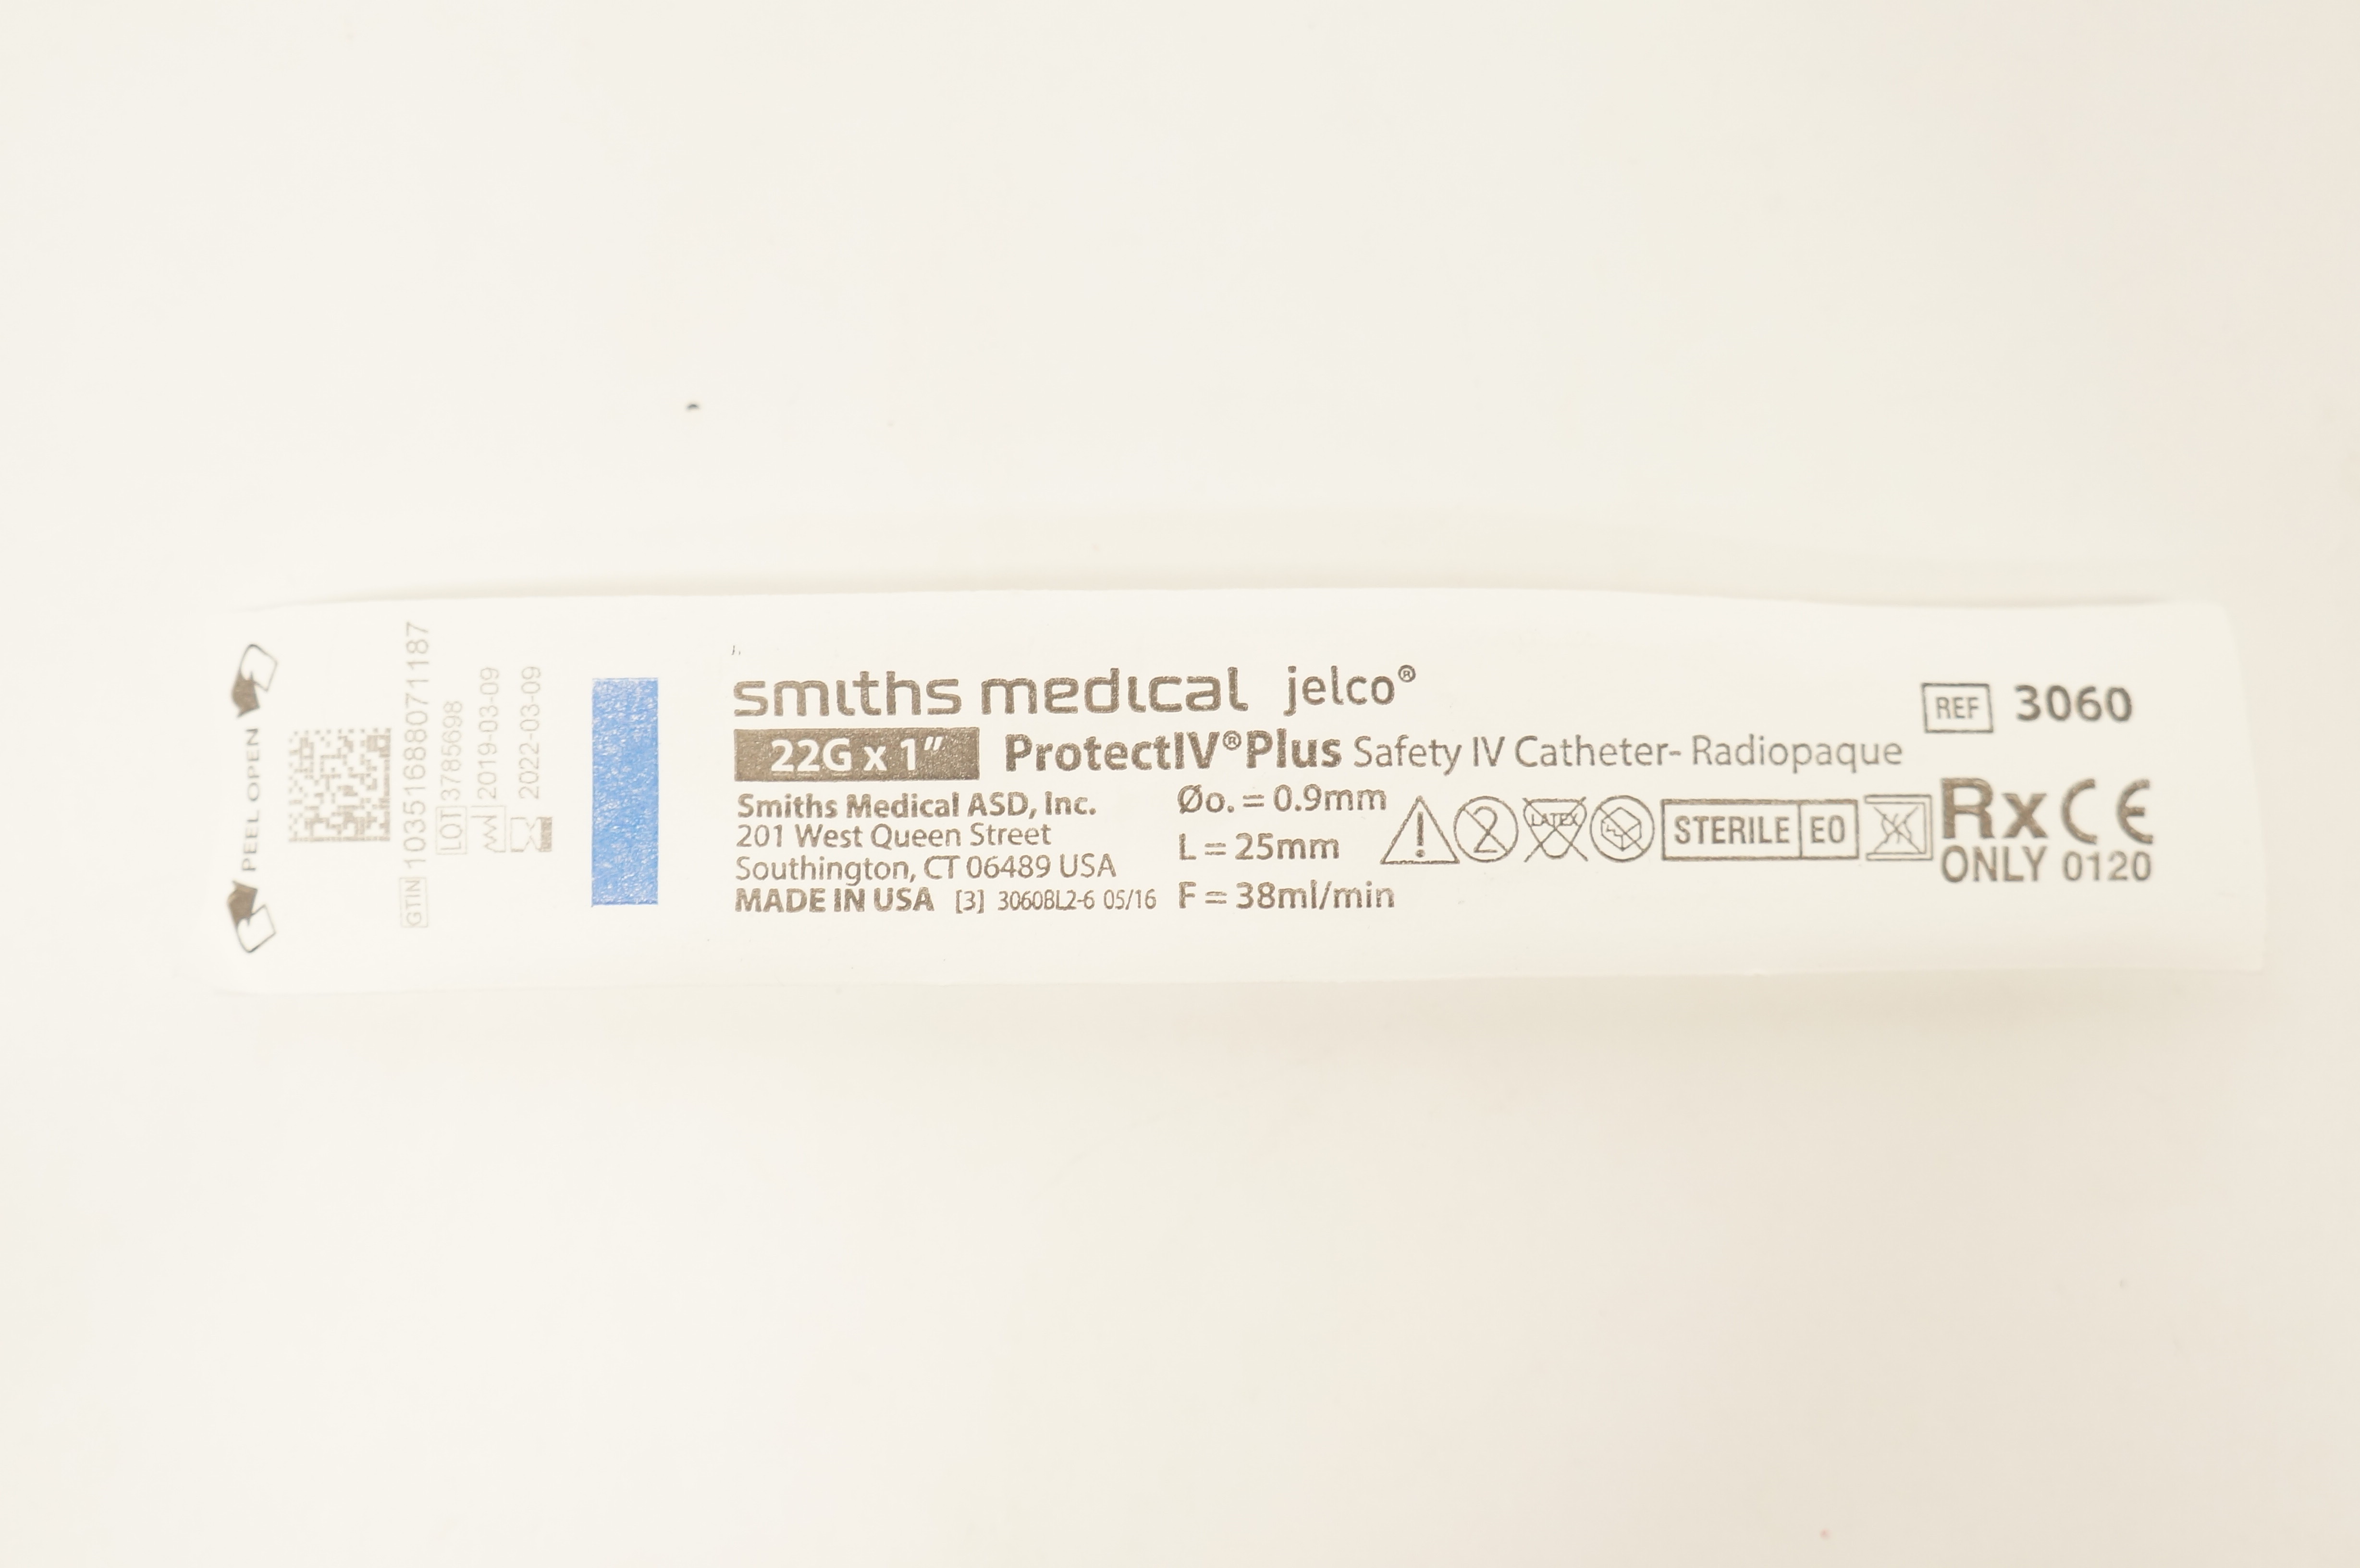 PEEL OPEN
GTIN 10351688071187
LOT 3785698
2019-03-09
2022-03-09
smiths medical jelco®
22G x 1" ProtectIV®Plus Safety IV Catheter- Radiopaque
REF 3060
Smiths Medical ASD, Inc.
201 West Queen Street
Southington, CT 06489 USA
MADE IN USA [3] 3060BL2-6 05/16
Øo. = 0.9mm
L = 25mm
F = 38ml/min
2
LATEX
STERILE EO
Rx ONLY
CE 0120